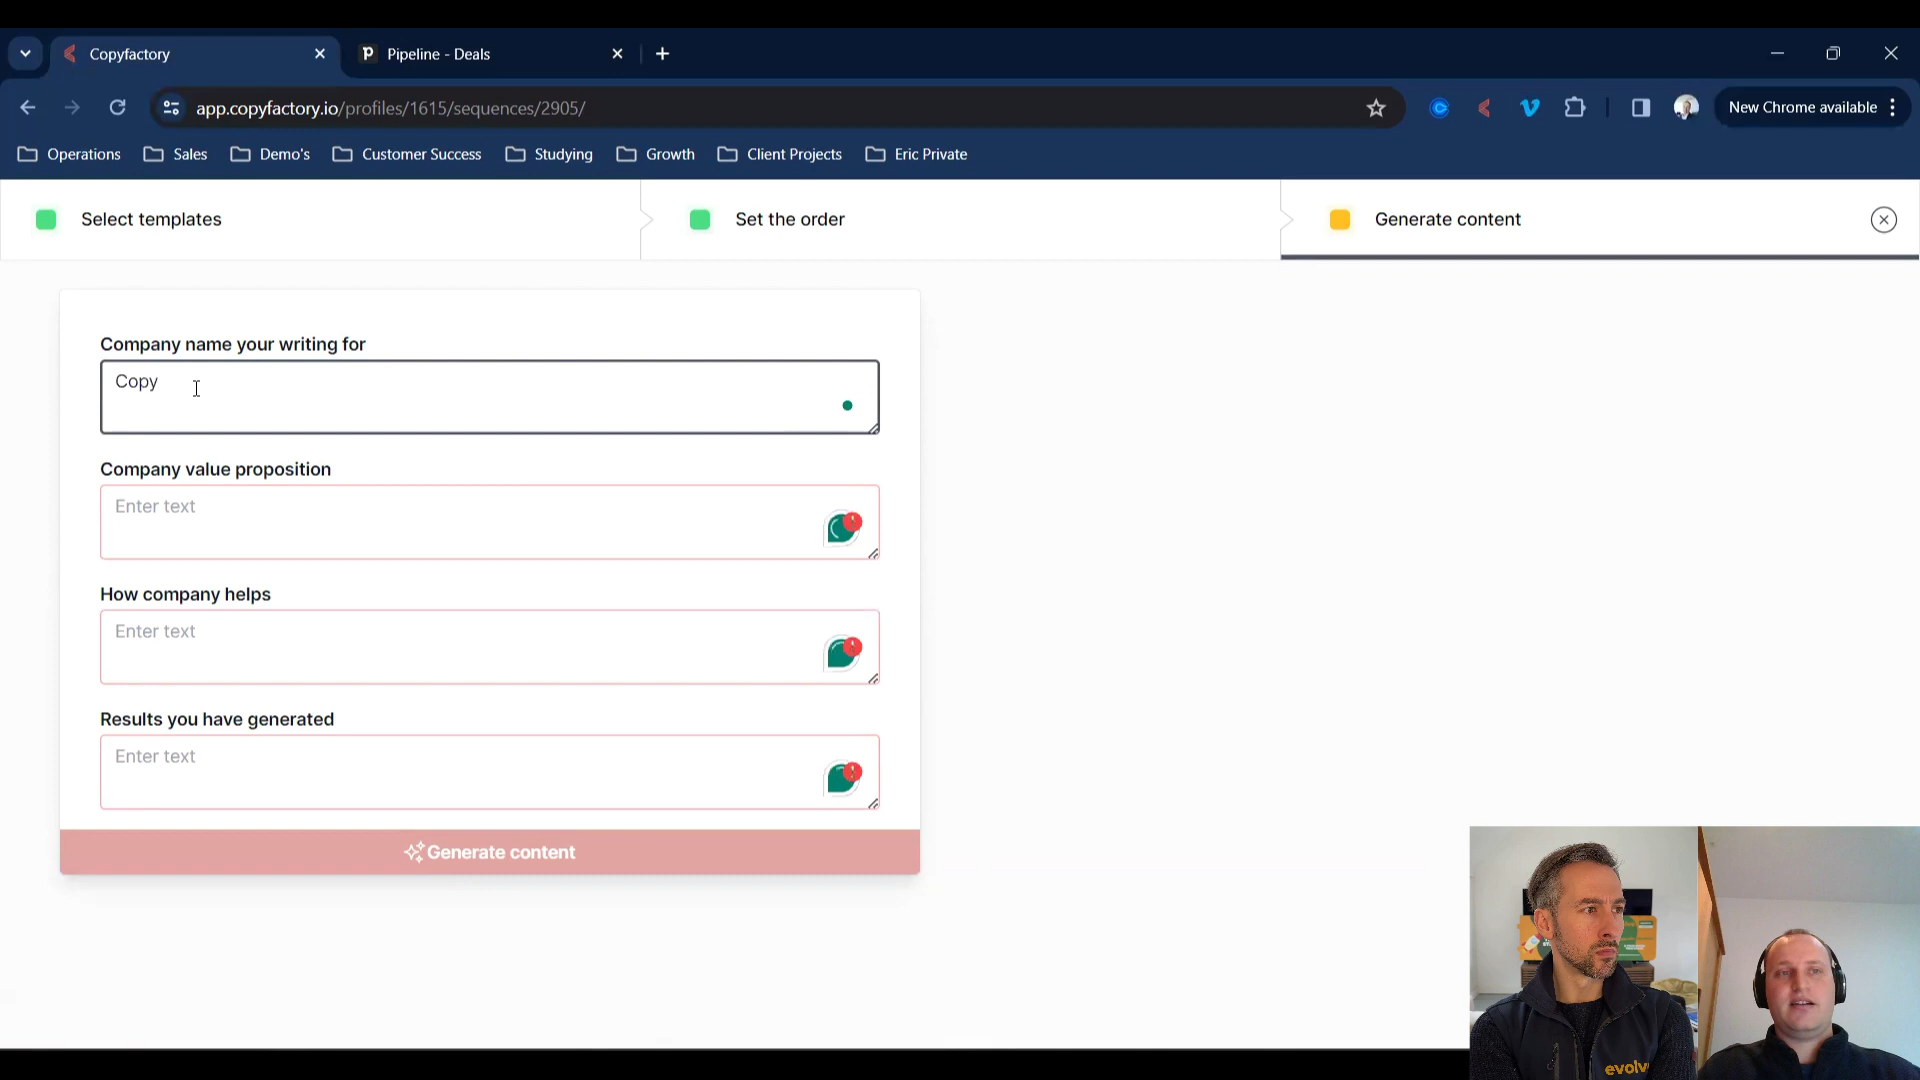 Copyfactory
Pipeline - Deals
app.copyfactory.io/profiles/1615/sequences/2905/
New Chrome available
Operations
Sales
Demo's
Customer Success
Studying
Growth
Client Projects
Eric Private
Select templates
Set the order
Generate content
Company name your writing for
Copy
Company value proposition
Enter text
How company helps
Enter text
Results you have generated
Enter text
Generate content